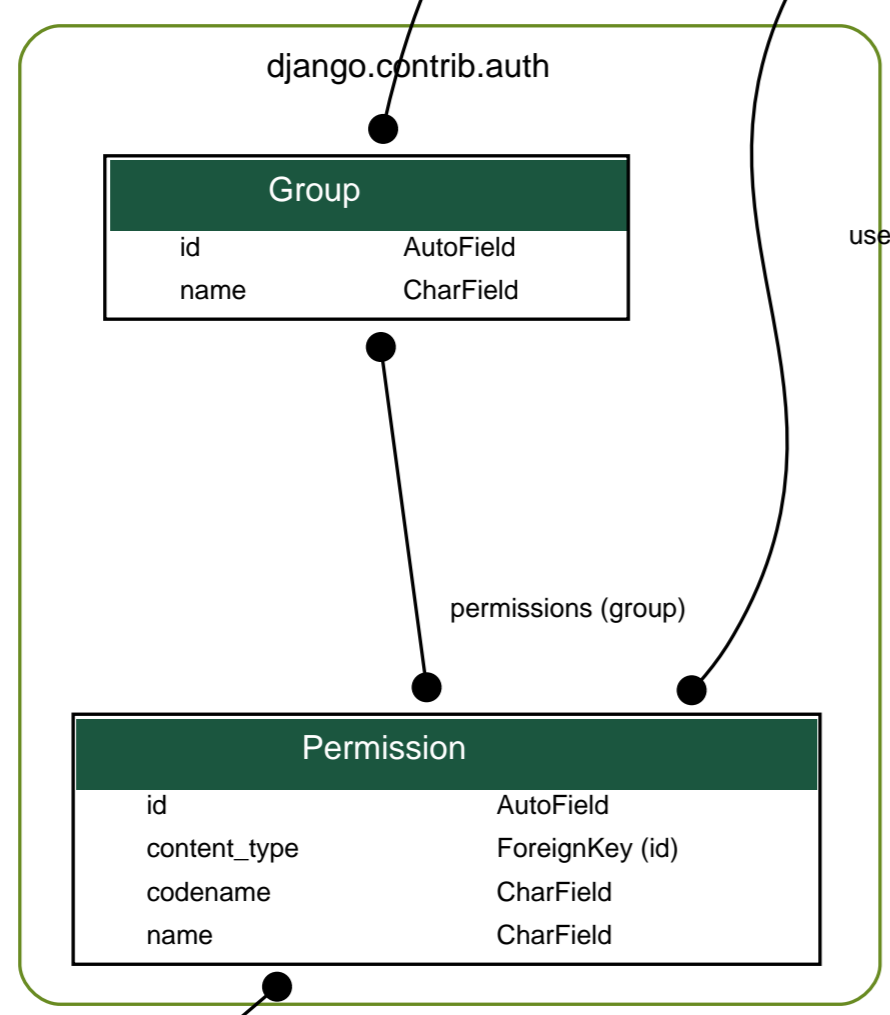 django.contrib.auth
Group
id AutoField
name CharField
use
permissions (group)
Permission
id AutoField
content_type ForeignKey (id)
codename CharField
name CharField